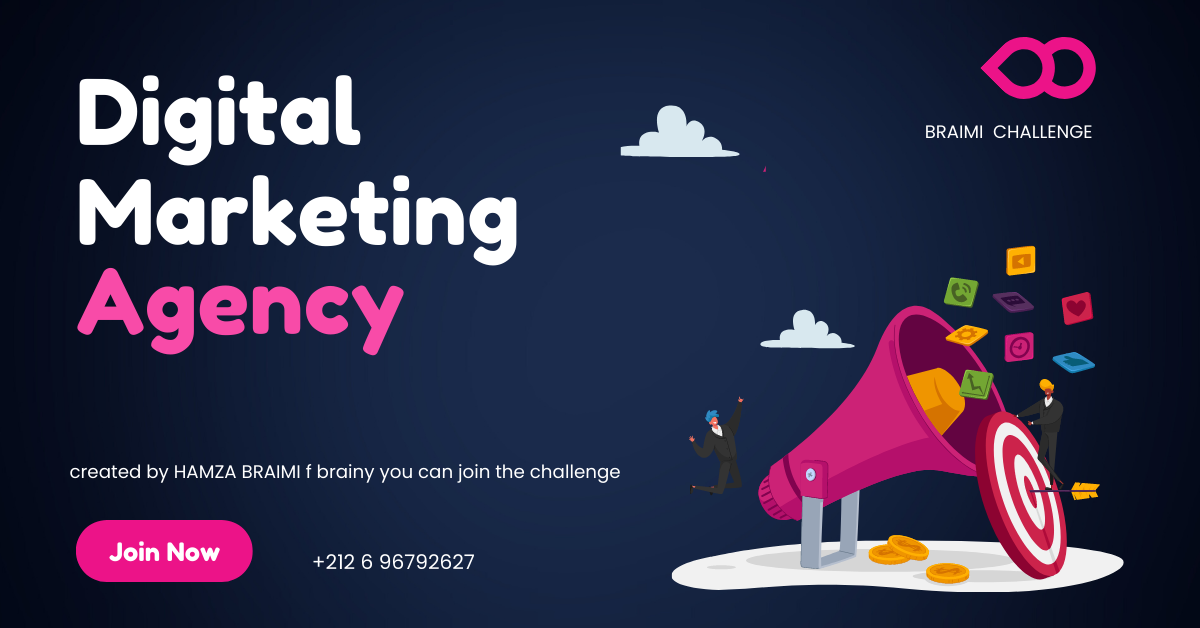 Digital
Marketing
Agency
BRAIMI CHALLENGE
created by HAMZA BRAIMI f brainy you can join the challenge
Join Now
+212 6 96792627